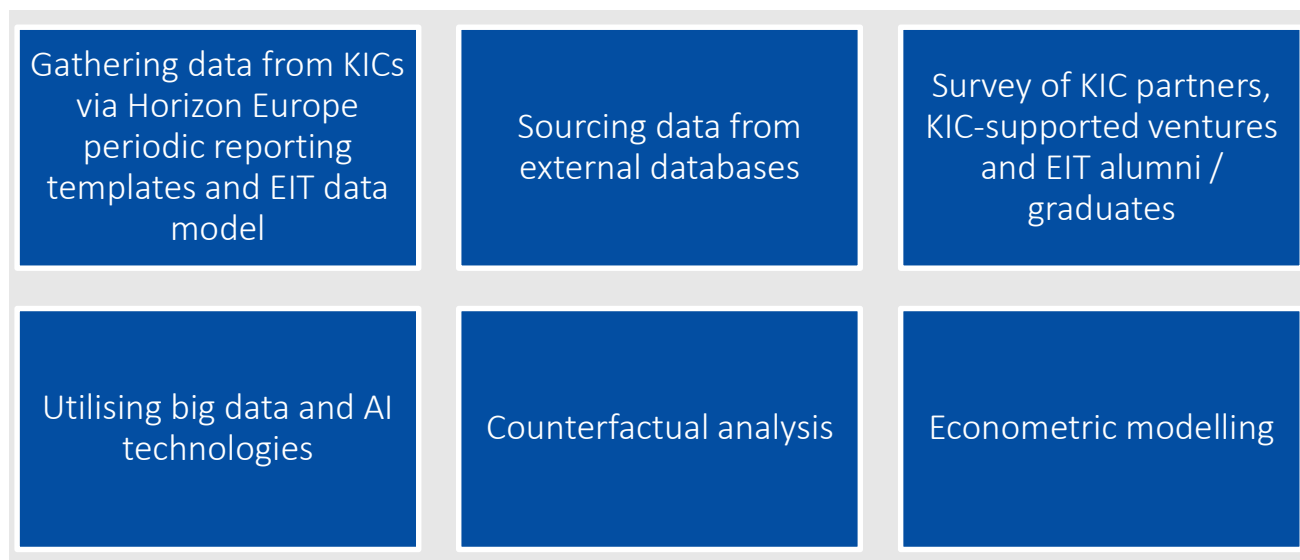 Gathering data from KICs
via Horizon Europe
periodic reporting
templates and EIT data
model
Sourcing data from
external databases
Survey of KIC partners,
KIC-supported ventures
and EIT alumni /
graduates
Utilising big data and AI
technologies
Counterfactual analysis
Econometric modelling